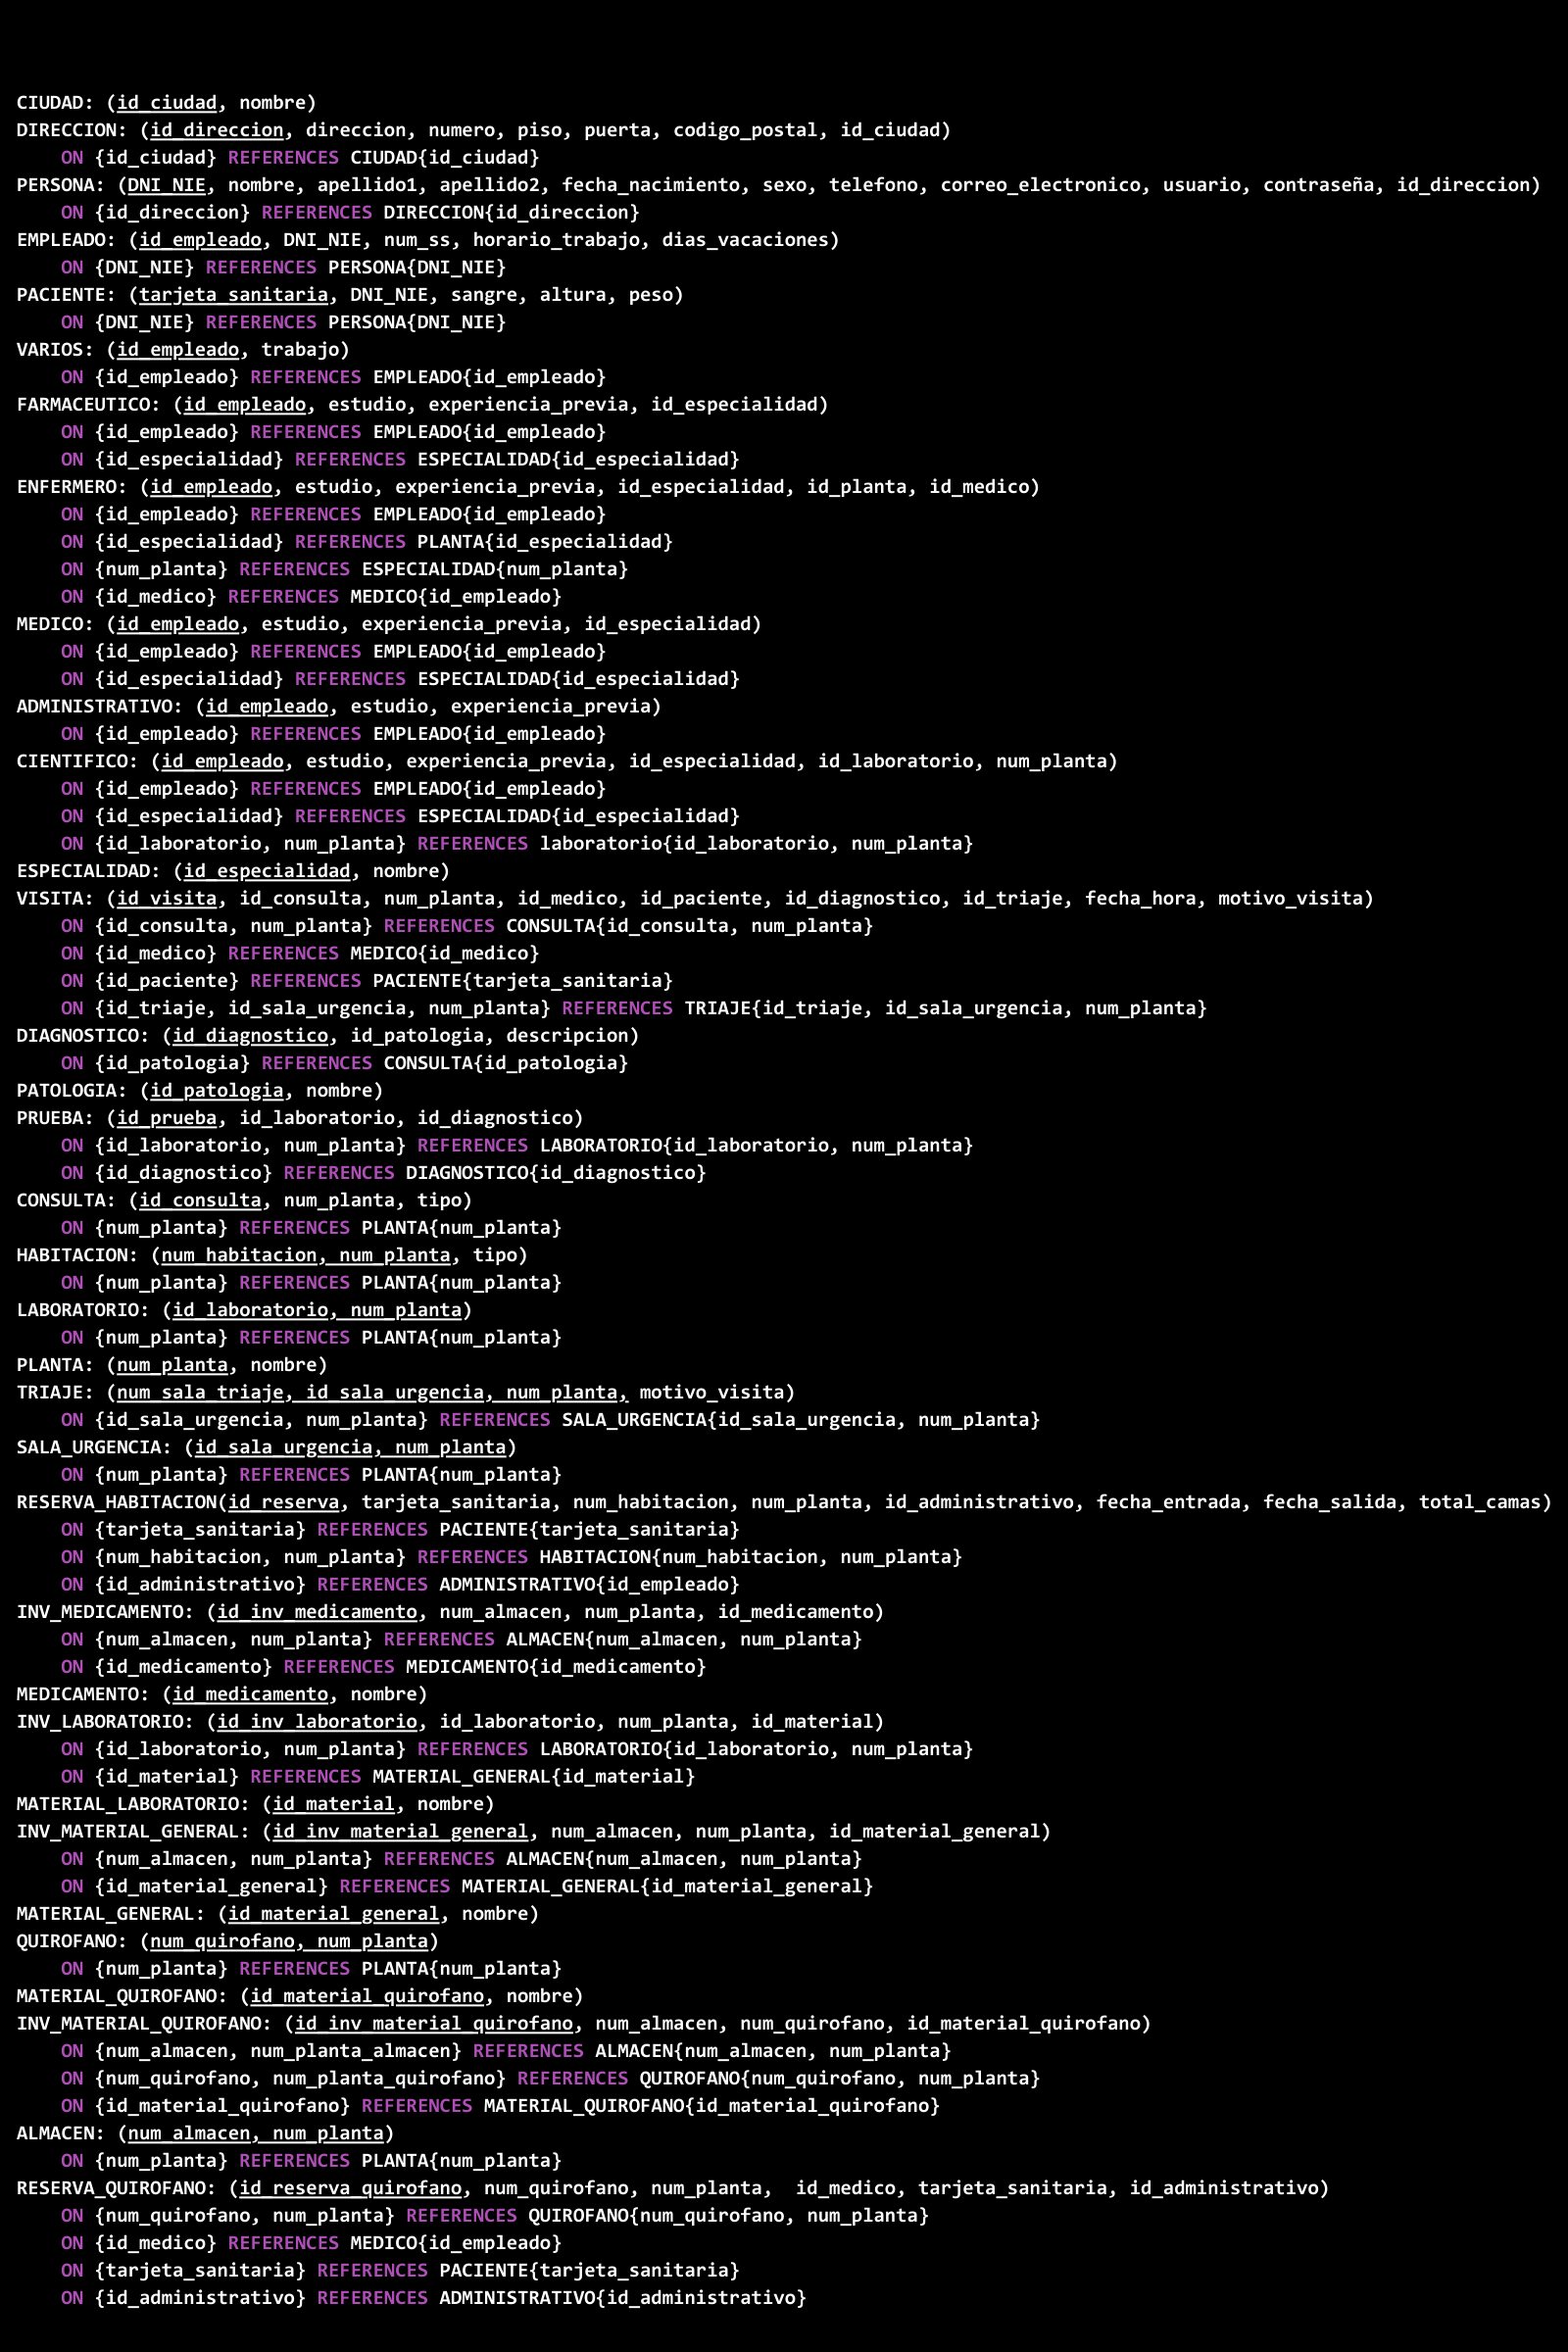 CIUDAD: (id_ciudad, nombre)
DIRECCION: (id_direccion, direccion, numero, piso, puerta, codigo_postal, id_ciudad)
ON {id_ciudad} REFERENCES CIUDAD{id_ciudad}
PERSONA: (DNI_NIE, nombre, apellido1, apellido2, fecha_nacimiento, sexo, telefono, correo_electronico, usuario, contraseña, id_direccion)
ON {id_direccion} REFERENCES DIRECCION{id_direccion}
EMPLEADO: (id_empleado, DNI_NIE, num_ss, horario_trabajo, dias_vacaciones)
ON {DNI_NIE} REFERENCES PERSONA{DNI_NIE}
PACIENTE: (tarjeta_sanitaria, DNI_NIE, sangre, altura, peso)
ON {DNI_NIE} REFERENCES PERSONA{DNI_NIE}
VARIOS: (id_empleado, trabajo)
ON {id_empleado} REFERENCES EMPLEADO{id_empleado}
FARMACEUTICO: (id_empleado, estudio, experiencia_previa, id_especialidad)
ON {id_empleado} REFERENCES EMPLEADO{id_empleado}
ON {id_especialidad} REFERENCES ESPECIALIDAD{id_especialidad}
ENFERMERO: (id_empleado, estudio, experiencia_previa, id_especialidad, id_planta, id_medico)
ON {id_empleado} REFERENCES EMPLEADO{id_empleado}
ON {id_especialidad} REFERENCES PLANTA{id_especialidad}
ON {num_planta} REFERENCES ESPECIALIDAD{num_planta}
ON {id_medico} REFERENCES MEDICO{id_empleado}
MEDICO: (id_empleado, estudio, experiencia_previa, id_especialidad)
ON {id_empleado} REFERENCES EMPLEADO{id_empleado}
ON {id_especialidad} REFERENCES ESPECIALIDAD{id_especialidad}
ADMINISTRATIVO: (id_empleado, estudio, experiencia_previa)
ON {id_empleado} REFERENCES EMPLEADO{id_empleado}
CIENTIFICO: (id_empleado, estudio, experiencia_previa, id_especialidad, id_laboratorio, num_planta)
ON {id_empleado} REFERENCES EMPLEADO{id_empleado}
ON {id_especialidad} REFERENCES ESPECIALIDAD{id_especialidad}
ON {id_laboratorio, num_planta} REFERENCES laboratorio{id_laboratorio, num_planta}
ESPECIALIDAD: (id_especialidad, nombre)
VISITA: (id_visita, id_consulta, num_planta, id_medico, id_paciente, id_diagnostico, id_triaje, fecha_hora, motivo_visita)
ON {id_consulta, num_planta} REFERENCES CONSULTA{id_consulta, num_planta}
ON {id_medico} REFERENCES MEDICO{id_medico}
ON {id_paciente} REFERENCES PACIENTE{tarjeta_sanitaria}
ON {id_triaje, id_sala_urgencia, num_planta} REFERENCES TRIAJE{id_triaje, id_sala_urgencia, num_planta}
DIAGNOSTICO: (id_diagnostico, id_patologia, descripcion)
ON {id_patologia} REFERENCES CONSULTA{id_patologia}
PATOLOGIA: (id_patologia, nombre)
PRUEBA: (id_prueba, id_laboratorio, id_diagnostico)
ON {id_laboratorio, num_planta} REFERENCES LABORATORIO{id_laboratorio, num_planta}
ON {id_diagnostico} REFERENCES DIAGNOSTICO{id_diagnostico}
CONSULTA: (id_consulta, num_planta, tipo)
ON {num_planta} REFERENCES PLANTA{num_planta}
HABITACION: (num_habitacion, num_planta, tipo)
ON {num_planta} REFERENCES PLANTA{num_planta}
LABORATORIO: (id_laboratorio, num_planta)
ON {num_planta} REFERENCES PLANTA{num_planta}
PLANTA: (num_planta, nombre)
TRIAJE: (num_sala_triaje, id_sala_urgencia, num_planta, motivo_visita)
ON {id_sala_urgencia, num_planta} REFERENCES SALA_URGENCIA{id_sala_urgencia, num_planta}
SALA_URGENCIA: (id_sala_urgencia, num_planta)
ON {num_planta} REFERENCES PLANTA{num_planta}
RESERVA_HABITACION(id_reserva, tarjeta_sanitaria, num_habitacion, num_planta, id_administrativo, fecha_entrada, fecha_salida, total_camas)
ON {tarjeta_sanitaria} REFERENCES PACIENTE{tarjeta_sanitaria}
ON {num_habitacion, num_planta} REFERENCES HABITACION{num_habitacion, num_planta}
ON {id_administrativo} REFERENCES ADMINISTRATIVO{id_empleado}
INV_MEDICAMENTO: (id_inv_medicamento, num_almacen, num_planta, id_medicamento)
ON {num_almacen, num_planta} REFERENCES ALMACEN{num_almacen, num_planta}
ON {id_medicamento} REFERENCES MEDICAMENTO{id_medicamento}
MEDICAMENTO: (id_medicamento, nombre)
INV_LABORATORIO: (id_inv_laboratorio, id_laboratorio, num_planta, id_material)
ON {id_laboratorio, num_planta} REFERENCES LABORATORIO{id_laboratorio, num_planta}
ON {id_material} REFERENCES MATERIAL_GENERAL{id_material}
MATERIAL_LABORATORIO: (id_material, nombre)
INV_MATERIAL_GENERAL: (id_inv_material_general, num_almacen, num_planta, id_material_general)
ON {num_almacen, num_planta} REFERENCES ALMACEN{num_almacen, num_planta}
ON {id_material_general} REFERENCES MATERIAL_GENERAL{id_material_general}
MATERIAL_GENERAL: (id_material_general, nombre)
QUIROFANO: (num_quirofano, num_planta)
ON {num_planta} REFERENCES PLANTA{num_planta}
MATERIAL_QUIROFANO: (id_material_quirofano, nombre)
INV_MATERIAL_QUIROFANO: (id_inv_material_quirofano, num_almacen, num_quirofano, id_material_quirofano)
ON {num_almacen, num_planta_almacen} REFERENCES ALMACEN{num_almacen, num_planta}
ON {num_quirofano, num_planta_quirofano} REFERENCES QUIROFANO{num_quirofano, num_planta}
ON {id_material_quirofano} REFERENCES MATERIAL_QUIROFANO{id_material_quirofano}
ALMACEN: (num_almacen, num_planta)
ON {num_planta} REFERENCES PLANTA{num_planta}
RESERVA_QUIROFANO: (id_reserva_quirofano, num_quirofano, num_planta,  id_medico, tarjeta_sanitaria, id_administrativo)
ON {num_quirofano, num_planta} REFERENCES QUIROFANO{num_quirofano, num_planta}
ON {id_medico} REFERENCES MEDICO{id_empleado}
ON {tarjeta_sanitaria} REFERENCES PACIENTE{tarjeta_sanitaria}
ON {id_administrativo} REFERENCES ADMINISTRATIVO{id_administrativo}